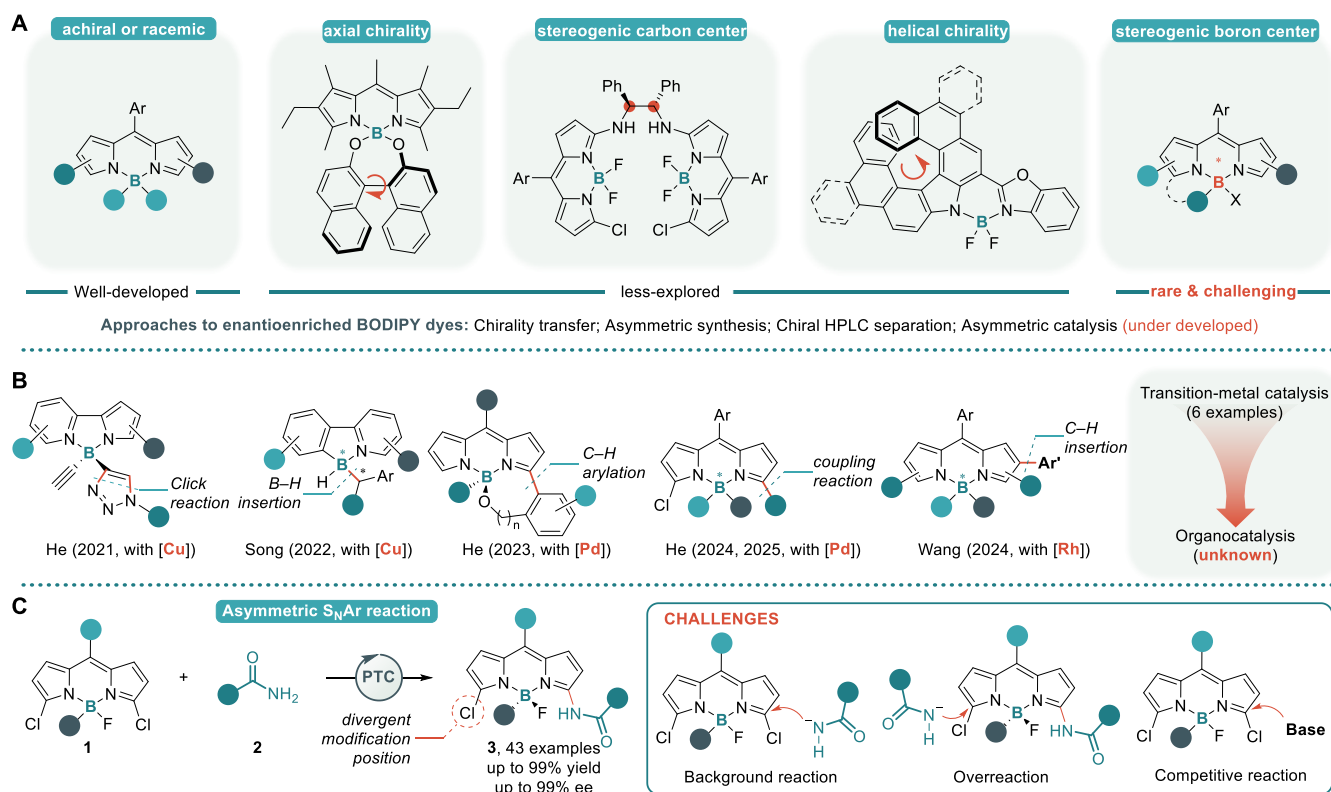 A
achiral or racemic
axial chirality
stereogenic carbon center
helical chirality
stereogenic boron center
Ar
N N
B
B
O O
Ph Ph
NH HN
N F F N
B B
N F F N
Ar Ar
Cl Cl
O
N N
B
F F
Ar
*
N N
B
X
Well-developed
less-explored
rare & challenging
Approaches to enantioenriched BODIPY dyes: Chirality transfer; Asymmetric synthesis; Chiral HPLC separation; Asymmetric catalysis (under developed)
B
N N
B
N
N N
Click
reaction
He (2021, with [Cu])
N N
* B *
H Ar
B–H
insertion
Song (2022, with [Cu])
N N
B
O
( )n
C–H
arylation
He (2023, with [Pd])
Ar
N * N
B
Cl
coupling
reaction
He (2024, 2025, with [Pd])
Ar
N * N
B
Ar'
C–H
insertion
Wang (2024, with [Rh])
Transition-metal catalysis
(6 examples)
Organocatalysis
(unknown)
C
Asymmetric SNAr reaction
N N
B
F
Cl Cl
1
+
O
NH2
2
PTC
divergent
modification
position
N N
B
F
Cl
HN
O
3, 43 examples
up to 99% yield
up to 99% ee
CHALLENGES
N N
B
F
Cl Cl
–
N
H
O
Background reaction
O
–
N
H
N N
B
F
Cl
HN
O
Overreaction
N N
B
F
Cl Cl
Base
Competitive reaction